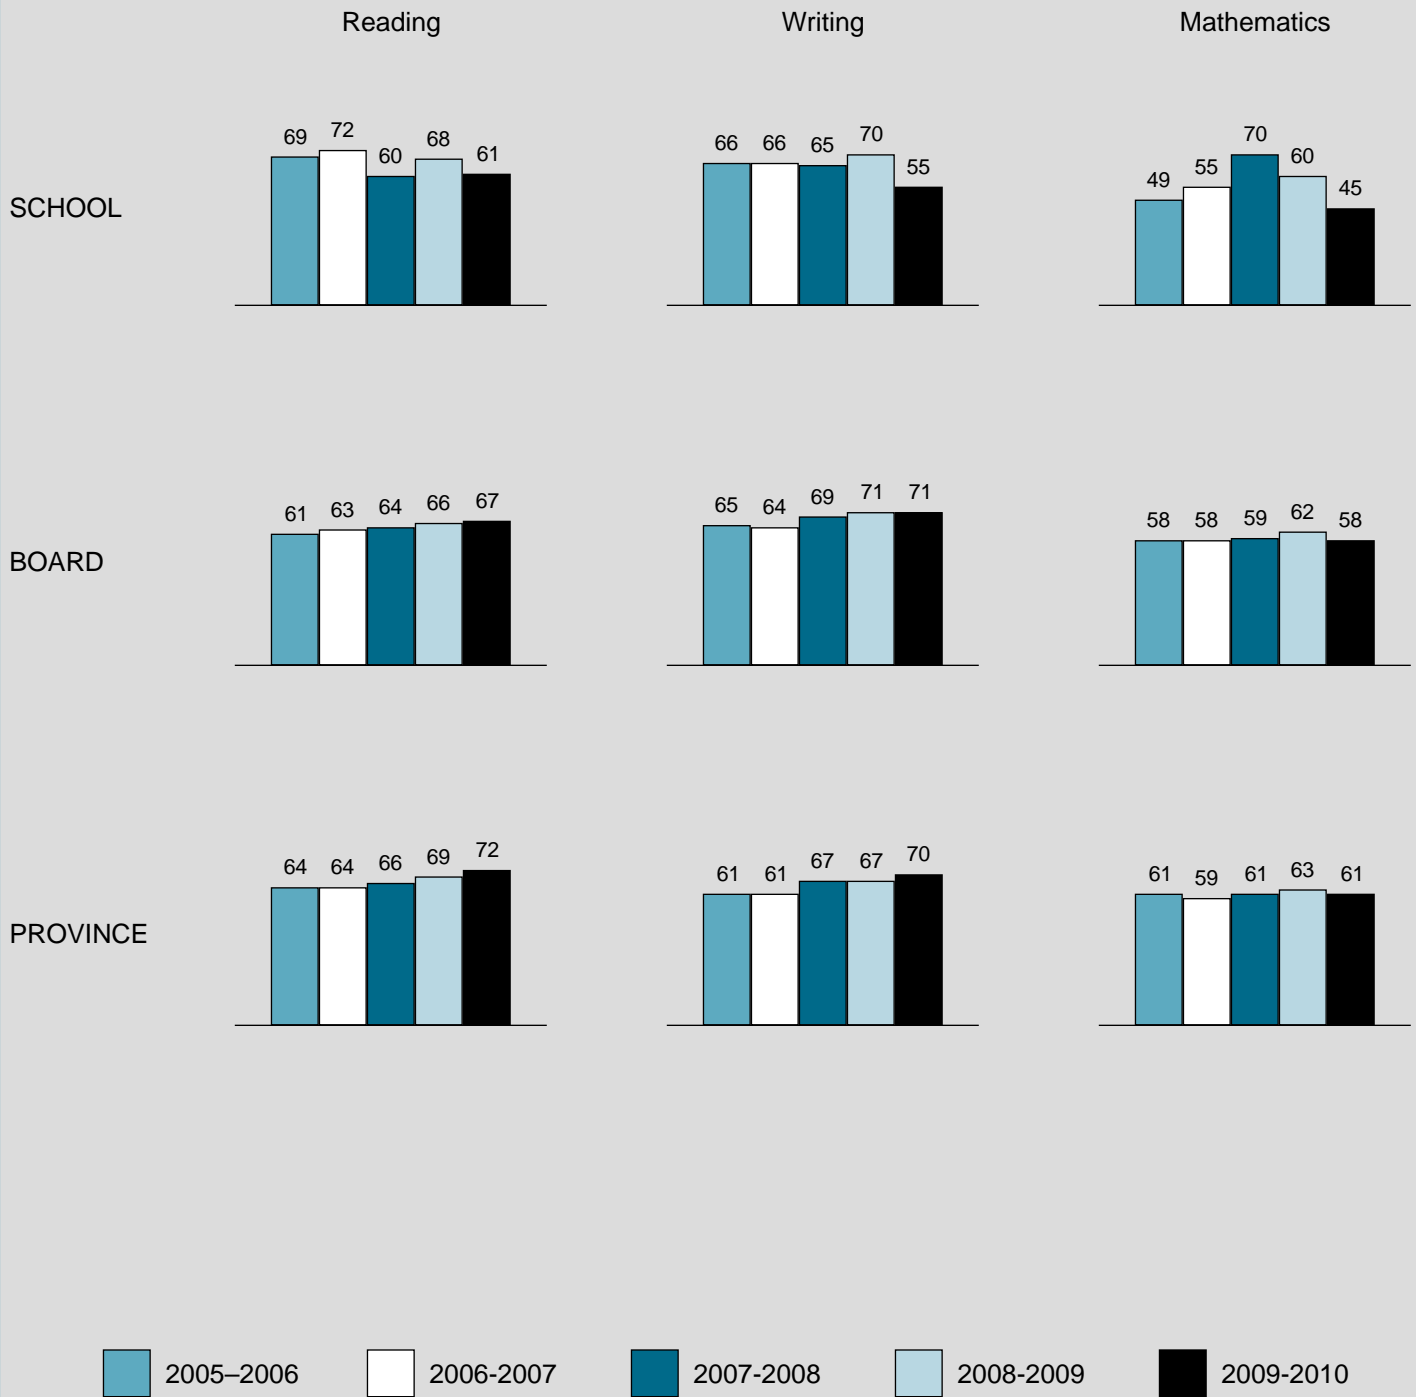 Reading Writing Mathematics
SCHOOL
69 72 60 68 61
66 66 65 70 55
49 55 70 60 45
BOARD
61 63 64 66 67
65 64 69 71 71
58 58 59 62 58
PROVINCE
64 64 66 69 72
61 61 67 67 70
61 59 61 63 61
2005–2006 2006-2007 2007-2008 2008-2009 2009-2010